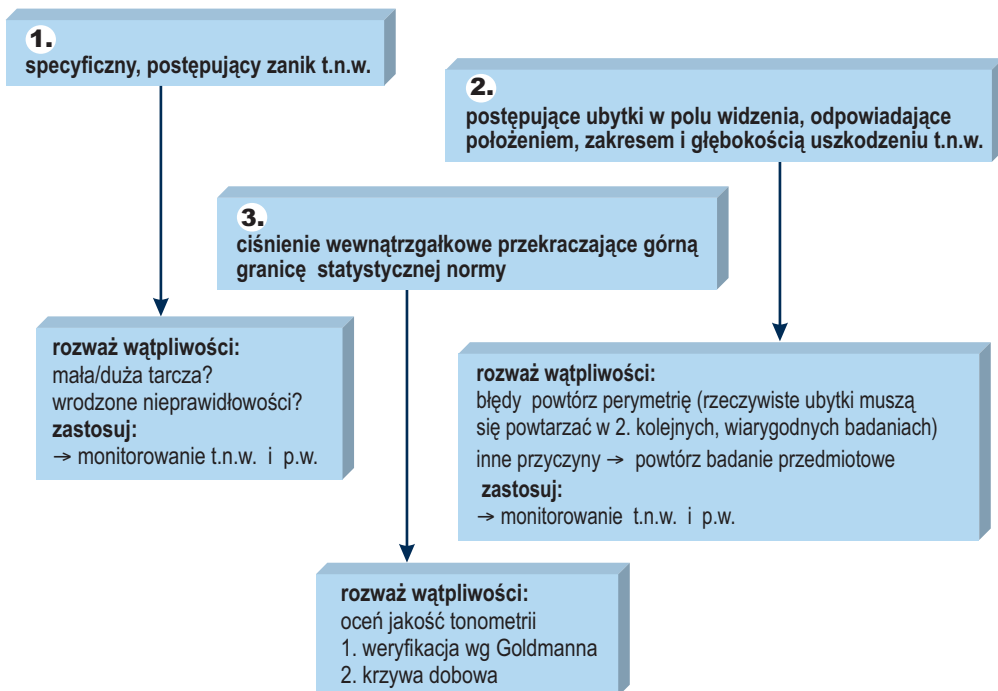 1.
specyficzny, postępujący zanik t.n.w.
2.
postępujące ubytki w polu widzenia, odpowiadające
położeniem, zakresem i głębokością uszkodzeniu t.n.w.
3.
ciśnienie wewnątrzgałkowe przekraczające górną
granicę statystycznej normy
rozważ wątpliwości:
mała/duża tarcza?
wrodzone nieprawidłowości?
zastosuj:
→ monitorowanie t.n.w. i p.w.
rozważ wątpliwości:
błędy powtórz perymetrię (rzeczywiste ubytki muszą
się powtarzać w 2. kolejnych, wiarygodnych badaniach)
inne przyczyny → powtórz badanie przedmiotowe
zastosuj:
→ monitorowanie t.n.w. i p.w.
rozważ wątpliwości:
oceń jakość tonometrii
1. weryfikacja wg Goldmanna
2. krzywa dobowa